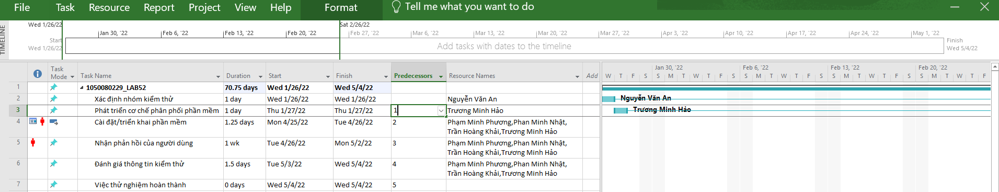 File Task Resource Report Project View Help Format Tell me what you want to do
TIMELINE
Wed 1/26/22 Sat 2/26/22
Jan 30, '22 Feb 6, '22 Feb 13, '22 Feb 20, '22 Feb 27, '22 Mar 6, '22 Mar 13, '22 Mar 20, '22 Mar 27, '22 Apr 3, '22 Apr 10, '22 Apr 17, '22 Apr 24, '22 May 1, '22
Start
Wed 1/26/22
Add tasks with dates to the timeline
Finish
Wed 5/4/22
Task Mode Task Name Duration Start Finish Predecessors Resource Names Add
Jan 30, '22 Feb 6, '22 Feb 13, '22 Feb 20, '22
W T F S S M T W T F S S M T W T F S S M T W T F S S M T W T F
1 1050080229_LAB52 70.75 days Wed 1/26/22 Wed 5/4/22
2 Xác định nhóm kiểm thử 1 day Wed 1/26/22 Wed 1/26/22 Nguyễn Văn An
Nguyễn Văn An
3 Phát triển cơ chế phân phối phần mềm 1 day Thu 1/27/22 Thu 1/27/22 1 Trương Minh Hảo
Trương Minh Hảo
4 Cài đặt/triển khai phần mềm 1.25 days Mon 4/25/22 Tue 4/26/22 2 Phạm Minh Phương,Phan Minh Nhật,
Trần Hoàng Khải,Trương Minh Hảo
5 Nhận phản hồi của người dùng 1 wk Tue 4/26/22 Mon 5/2/22 3 Phạm Minh Phương,Phan Minh Nhật,
Trần Hoàng Khải,Trương Minh Hảo
6 Đánh giá thông tin kiểm thử 1.5 days Tue 5/3/22 Wed 5/4/22 4 Phạm Minh Phương,Phan Minh Nhật,
Trần Hoàng Khải,Trương Minh Hảo
7 Việc thử nghiệm hoàn thành 0 days Wed 5/4/22 Wed 5/4/22 5